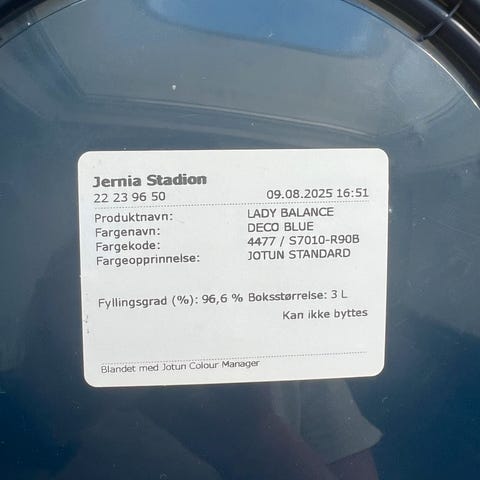 Jernia Stadion
22 23 96 50 09.08.2025 16:51
Produktnavn: LADY BALANCE
Fargenavn: DECO BLUE
Fargekode: 4477 / S7010-R90B
Fargeopprinnelse: JOTUN STANDARD
Fyllingsgrad (%): 96,6 % Boksstørrelse: 3 L
Kan ikke byttes
Blandet med Jotun Colour Manager